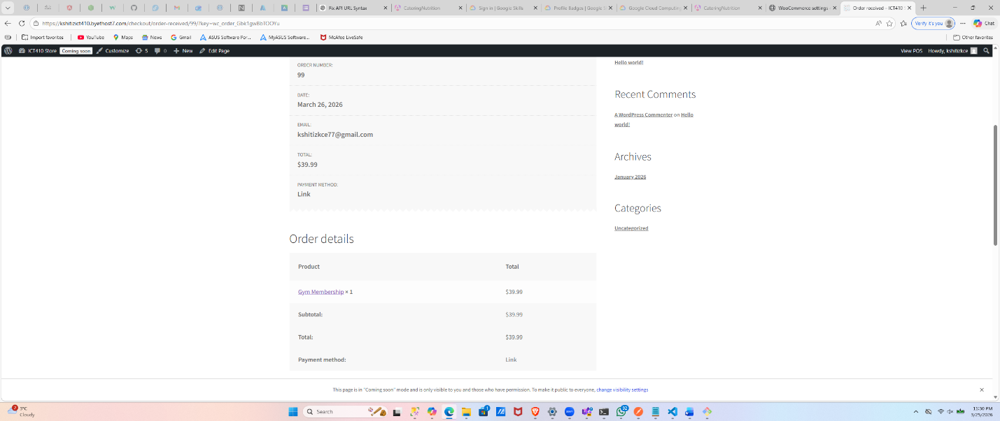 Fix API URL Syntax
CateringNutrition
Sign in | Google Skills
Profile Badges | Google S
Google Cloud Computing
CateringNutrition
WooCommerce settings
Order received – ICT410
https://kshitizict410.byethost7.com/checkout/order-received/99/?key=wc_order_
Verify it's you
Chat
Import favorites
YouTube
Maps
News
Gmail
ASUS Software Por...
MyASUS Software...
McAfee LiveSafe
Other favorites
ICT410 Store
Coming soon
Customize
5
0
New
Edit Page
View POS
Howdy, kshitizkce
ORDER NUMBER:
99
DATE:
March 26, 2026
EMAIL:
kshitizkce77@gmail.com
TOTAL:
$39.99
PAYMENT METHOD:
Link
Hello world!
Recent Comments
A WordPress Commenter on Hello
world!
Archives
January 2026
Categories
Uncategorized
Order details
Product Total
Gym Membership × 1 $39.99
Subtotal: $39.99
Total: $39.99
Payment method: Link
This page is in "Coming soon" mode and is only visible to you and those who have permission. To make it public to everyone, change visibility settings
2
3°C
Cloudy
Search
1
92
11:30 PM
3/25/2026